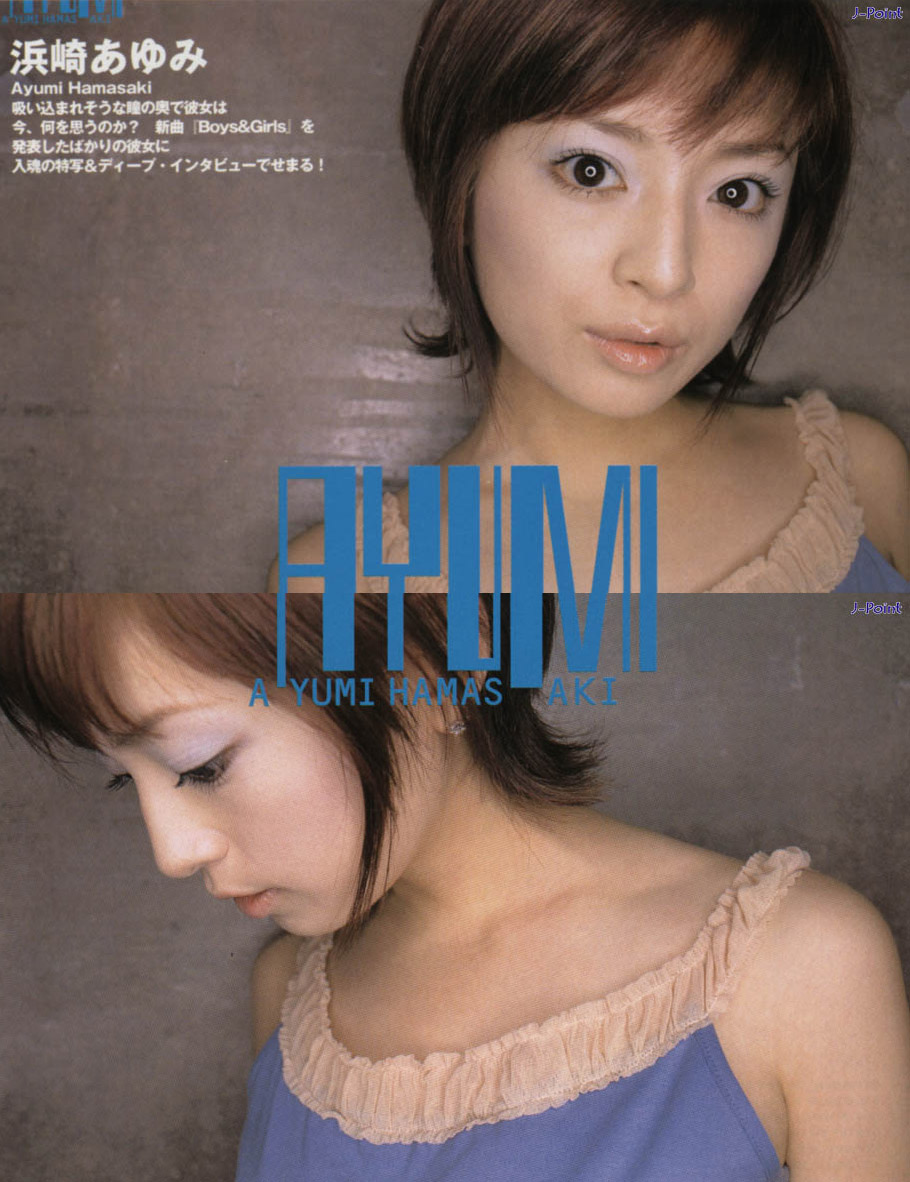 AYUMI HAMAS AKI
J-Point
浜崎あゆみ
Ayumi Hamasaki
吸い込まれそうな瞳の奥で彼女は
今、何を思うのか？ 新曲『Boys&Girls』を
発表したばかりの彼女に
入魂の特写&ディープ・インタビューでせまる！
AYUMI
J-Point
A YUMI HAMAS AKI